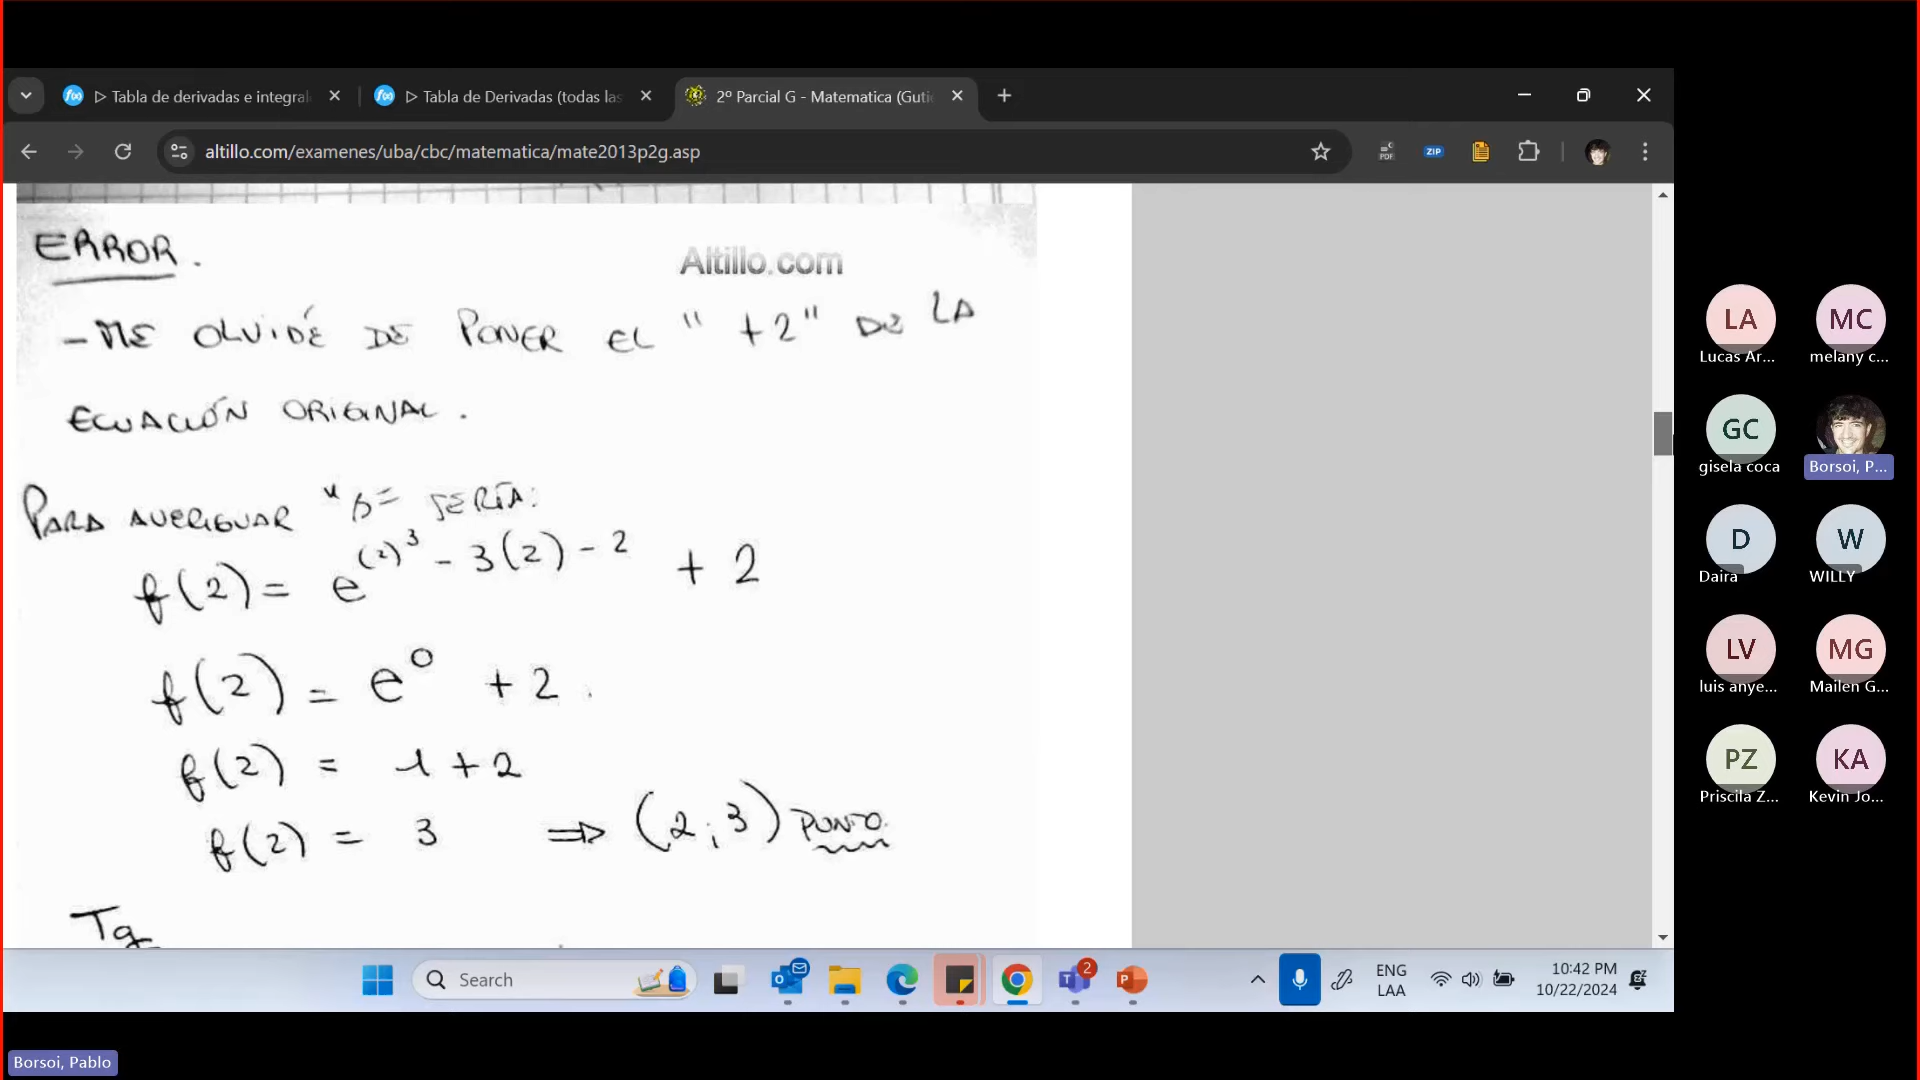 ▷ Tabla de derivadas e integral
▷ Tabla de Derivadas (todas las
2º Parcial G - Matematica (Guti
altillo.com/examenes/uba/cbc/matematica/mate2013p2g.asp
PDF
ZIP
ERROR.
Altillo.com
- ME OLVIDÉ DE PONER EL "+2" DE LA
ECUACIÓN ORIGINAL.
PARA AVERIGUAR "b= SERÍA:
f(2) = e^(2)^3 - 3(2) - 2 + 2
f(2) = e^0 + 2.
f(2) = 1 + 2
f(2) = 3 ⇒ (2;3) PUNTO.
Tg
LA
Lucas Ar...
MC
melany c...
GC
gisela coca
Borsoi, P...
D
Daira
W
WILLY
LV
luis anye...
MG
Mailen G...
PZ
Priscila Z...
KA
Kevin Jo...
Search
2
ENG
LAA
10:42 PM
10/22/2024
Borsoi, Pablo